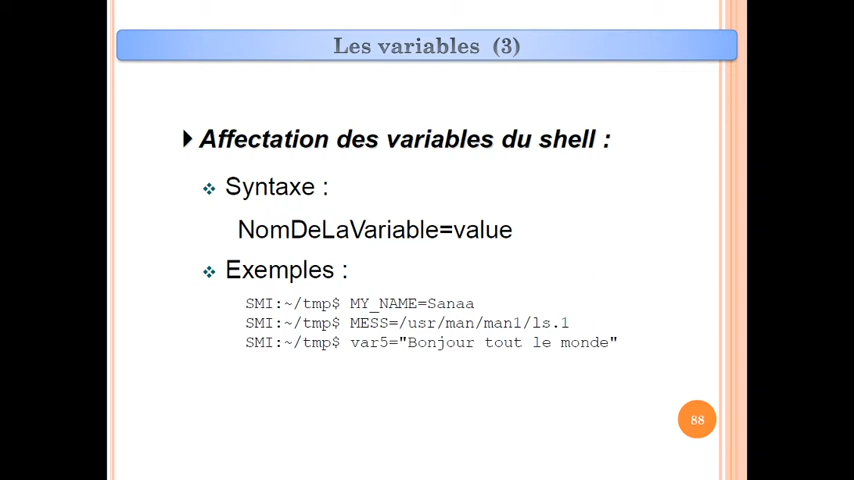 Les variables (3)
Affectation des variables du shell :
Syntaxe :
NomDeLaVariable=value
Exemples :
SMI:~/tmp$ MY_NAME=Sanaa
SMI:~/tmp$ MESS=/usr/man/man1/ls.1
SMI:~/tmp$ var5="Bonjour tout le monde"
88